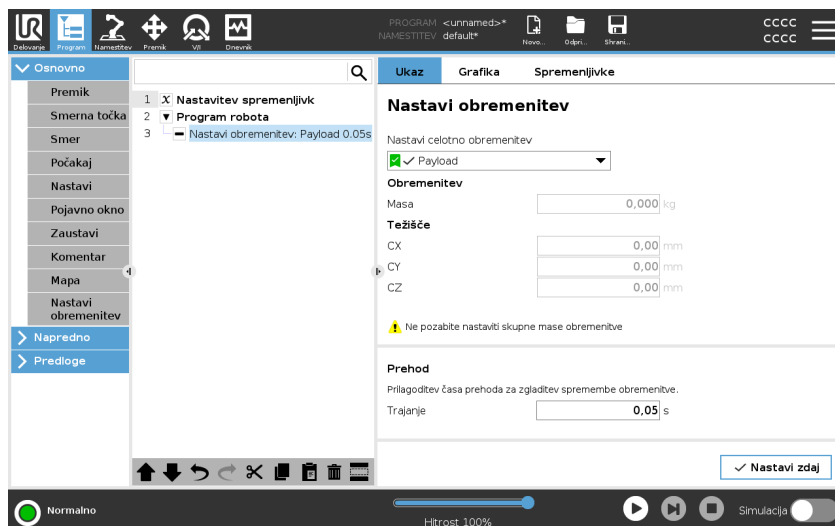 UR
Delovanje
Program
Namestitev
Premik
V/I
Dnevnik
PROGRAM <unnamed>*
NAMESTITEV default*
Novo...
Odpri...
Shrani...
CCCC
CCCC
Osnovno
Premik
Smerna točka
Smer
Počakaj
Nastavi
Pojavno okno
Zaustavi
Komentar
Mapa
Nastavi
obremenitev
Napredno
Predloge
1 X Nastavitev spremenljivk
2 Program robota
3 Nastavi obremenitev: Payload 0.05s
Ukaz Grafika Spremenljivke
Nastavi obremenitev
Nastavi celotno obremenitev
Payload
Obremenitev
Masa 0,000 kg
Težišče
CX 0,00 mm
CY 0,00 mm
CZ 0,00 mm
Ne pozabite nastaviti skupne mase obremenitve
Prehod
Prilagoditev časa prehoda za zgladitev spremembe obremenitve.
Trajanje 0,05 s
Nastavi zdaj
Normalno
Hitrost 100%
Simulacija